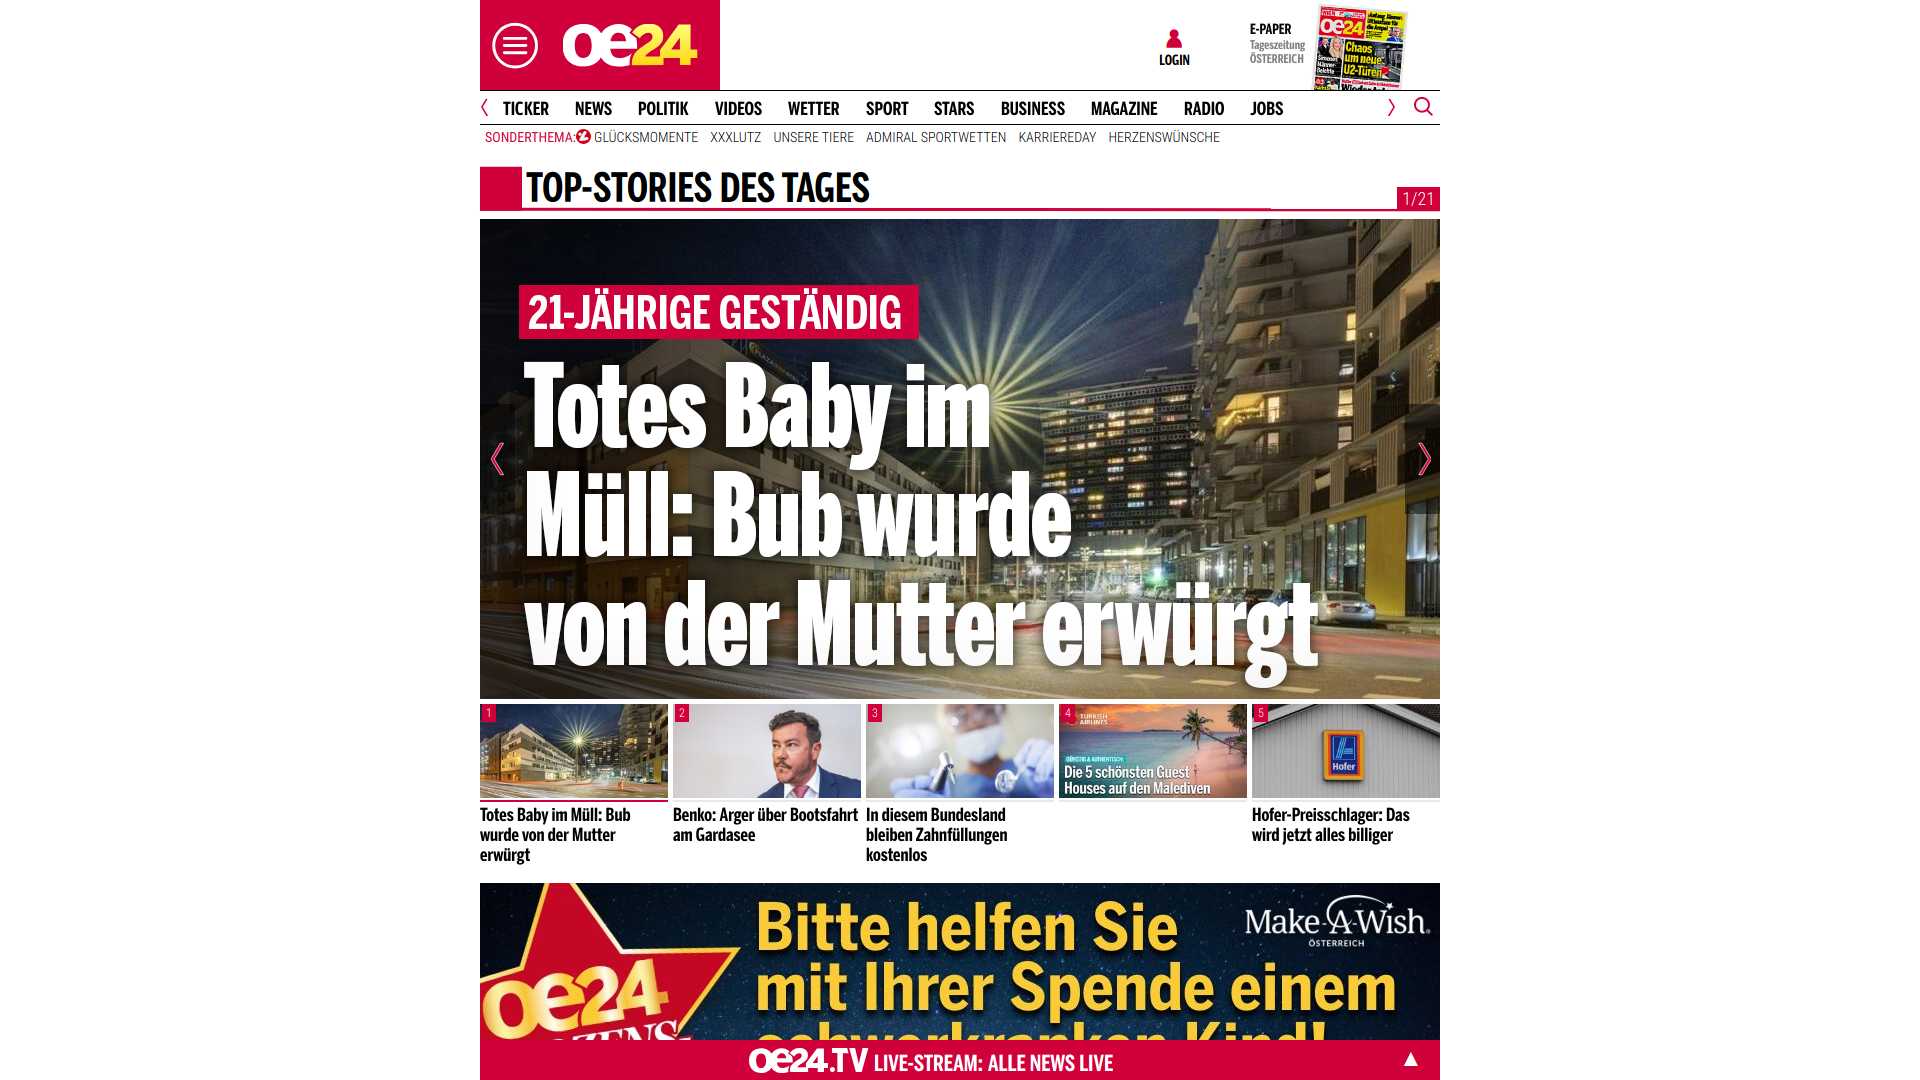 oe24
LOGIN
E-PAPER
Tageszeitung
ÖSTERREICH
oe24
Chaos
um neue
U2-Türen
TICKER NEWS POLITIK VIDEOS WETTER SPORT STARS BUSINESS MAGAZINE RADIO JOBS
SONDERTHEMA: GLÜCKSMOMENTE XXXLUTZ UNSERE TIERE ADMIRAL SPORTWETTEN KARRIEREDAY HERZENSWÜNSCHE
TOP-STORIES DES TAGES
1/21
21-JÄHRIGE GESTÄNDIG
Totes Baby im
Müll: Bub wurde
von der Mutter erwürgt
1
2
3
4
TURKISH
AIRLINES
GÜNSTIG & AUTHENTISCH:
Die 5 schönsten Guest
Houses auf den Malediven
5
Hofer
Totes Baby im Müll: Bub
wurde von der Mutter
erwürgt
Benko: Ärger über Bootsfahrt
am Gardasee
In diesem Bundesland
bleiben Zahnfüllungen
kostenlos
Hofer-Preisschlager: Das
wird jetzt alles billiger
oe24
Bitte helfen Sie
mit Ihrer Spende einem
schwerkranken Kind!
Make-A-Wish
ÖSTERREICH
oe24.TV LIVE-STREAM: ALLE NEWS LIVE